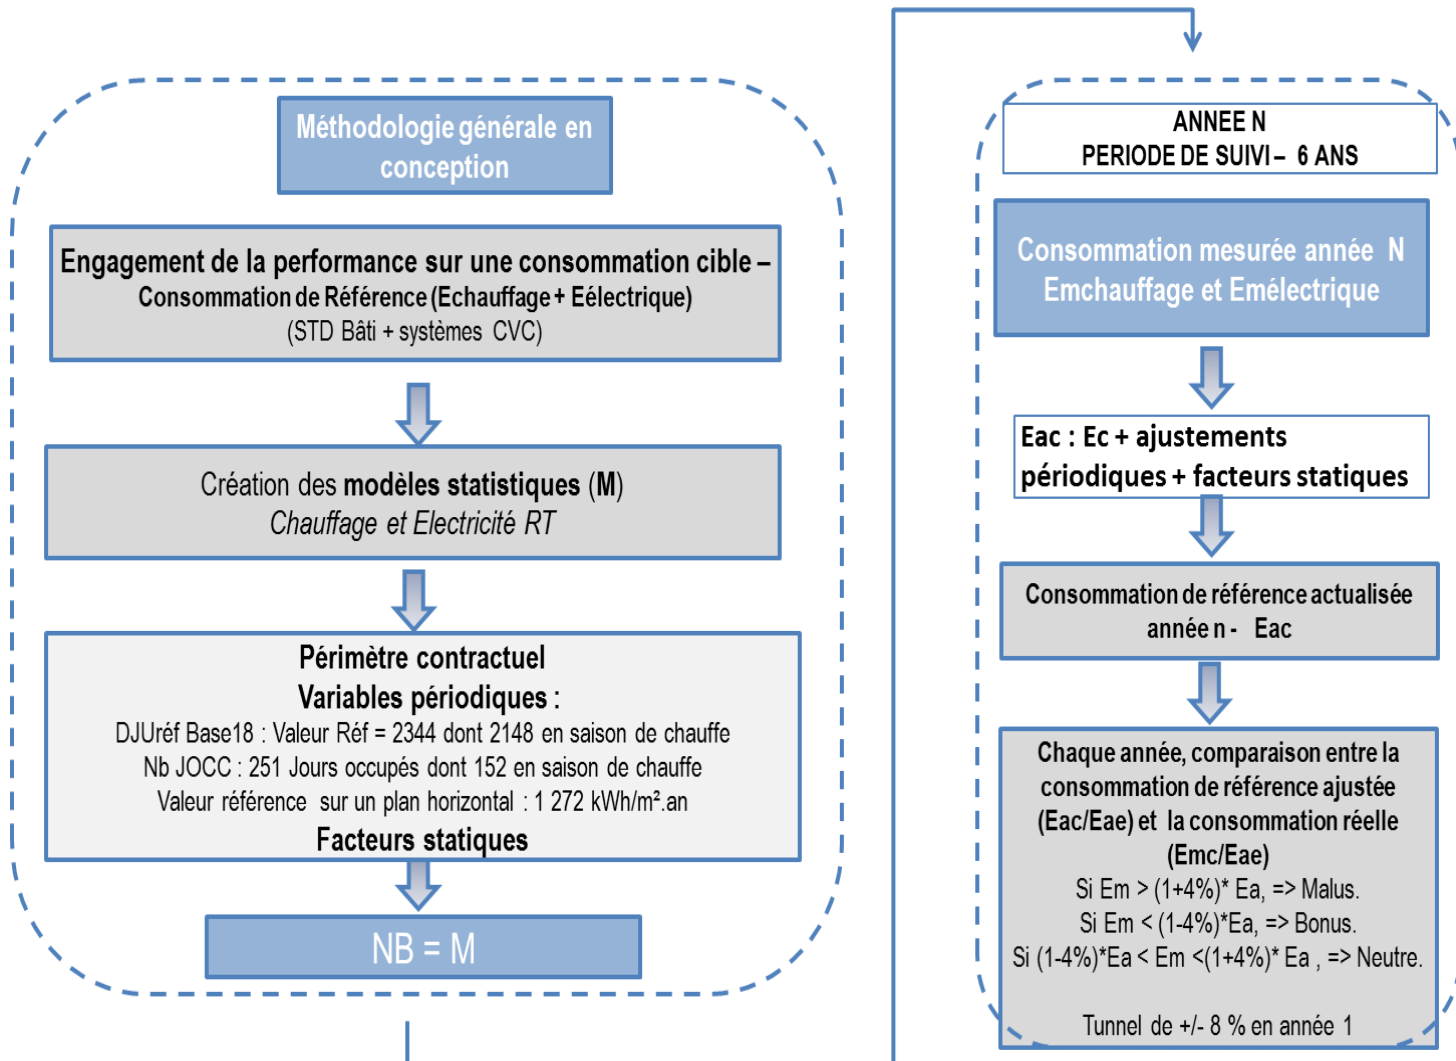 Méthodologie générale en
conception
Engagement de la performance sur une consommation cible –
Consommation de Référence (Echauffage + Eélectrique)
(STD Bâti + systèmes CVC)
Création des modèles statistiques (M)
Chauffage et Electricité RT
Périmètre contractuel
Variables périodiques :
DJUréf Base18 : Valeur Réf = 2344 dont 2148 en saison de chauffe
Nb JOCC : 251 Jours occupés dont 152 en saison de chauffe
Valeur référence sur un plan horizontal : 1 272 kWh/m².an
Facteurs statiques
NB = M
ANNEE N
PERIODE DE SUIVI – 6 ANS
Consommation mesurée année N
Emchauffage et Emélectrique
Eac : Ec + ajustements
périodiques + facteurs statiques
Consommation de référence actualisée
année n - Eac
Chaque année, comparaison entre la
consommation de référence ajustée
(Eac/Eae) et la consommation réelle
(Emc/Eae)
Si Em > (1+4%)* Ea, => Malus.
Si Em < (1-4%)*Ea, => Bonus.
Si (1-4%)*Ea < Em <(1+4%)* Ea , => Neutre.
Tunnel de +/- 8 % en année 1